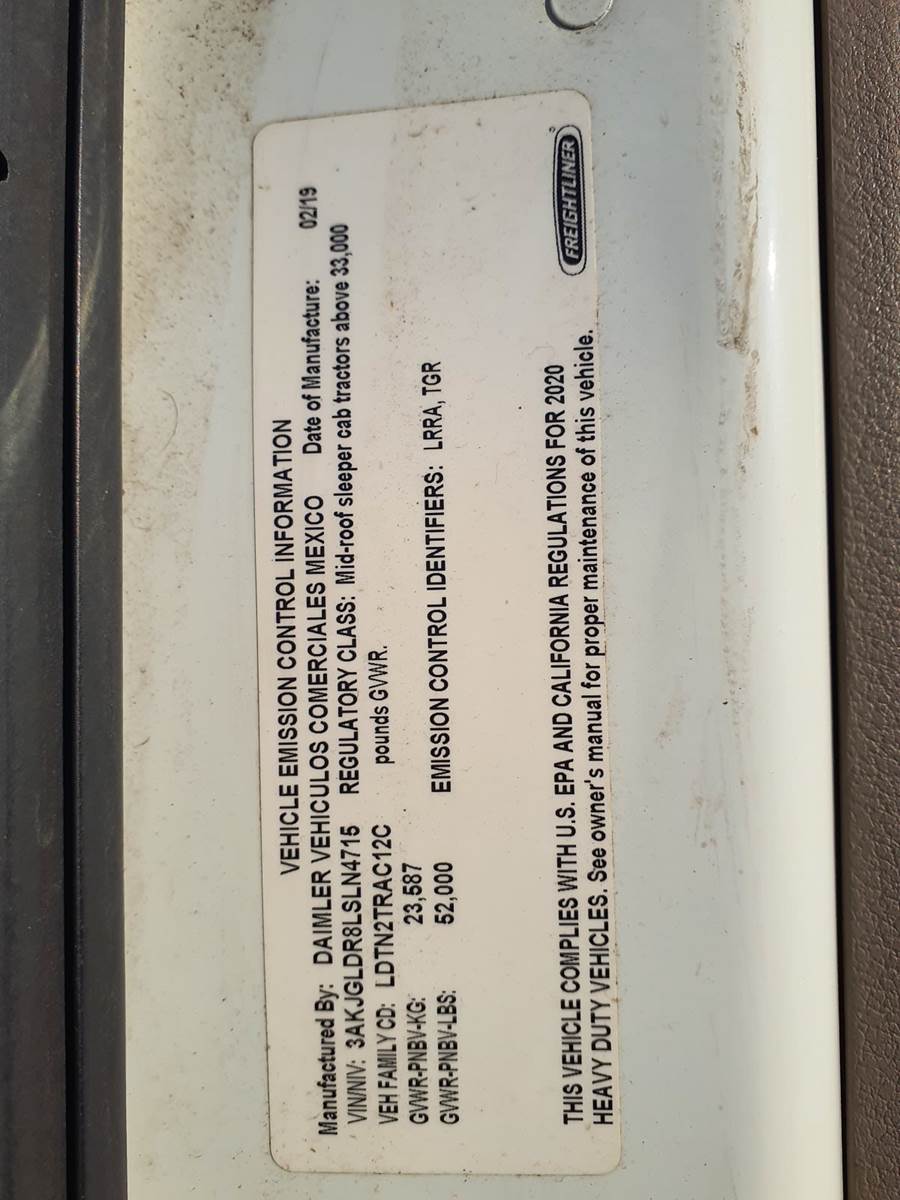 VEHICLE EMISSION CONTROL INFORMATION
Manufactured By: DAIMLER VEHICULOS COMERCIALES MEXICO Date of Manufacture: 02/19
VIN/NIV: 3AKJGLDR8LSLN4715 REGULATORY CLASS: Mid-roof sleeper cab tractors above 33,000
VEH FAMILY CD: LDTN2TRAC12C pounds GVWR.
GVWR-PNBV-KG: 23,587
GVWR-PNBV-LBS: 52,000 EMISSION CONTROL IDENTIFIERS: LRRA, TGR
THIS VEHICLE COMPLIES WITH U.S. EPA AND CALIFORNIA REGULATIONS FOR 2020
HEAVY DUTY VEHICLES. See owner's manual for proper maintenance of this vehicle.
FREIGHTLINER